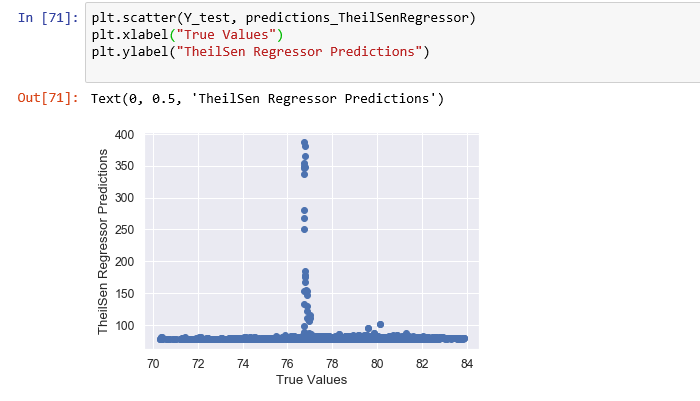 In [71]: plt.scatter(Y_test, predictions_TheilSenRegressor)
plt.xlabel("True Values")
plt.ylabel("TheilSen Regressor Predictions")
Out[71]: Text(0, 0.5, 'TheilSen Regressor Predictions')
TheilSen Regressor Predictions
400
350
300
250
200
150
100
70 72 74 76 78 80 82 84
True Values